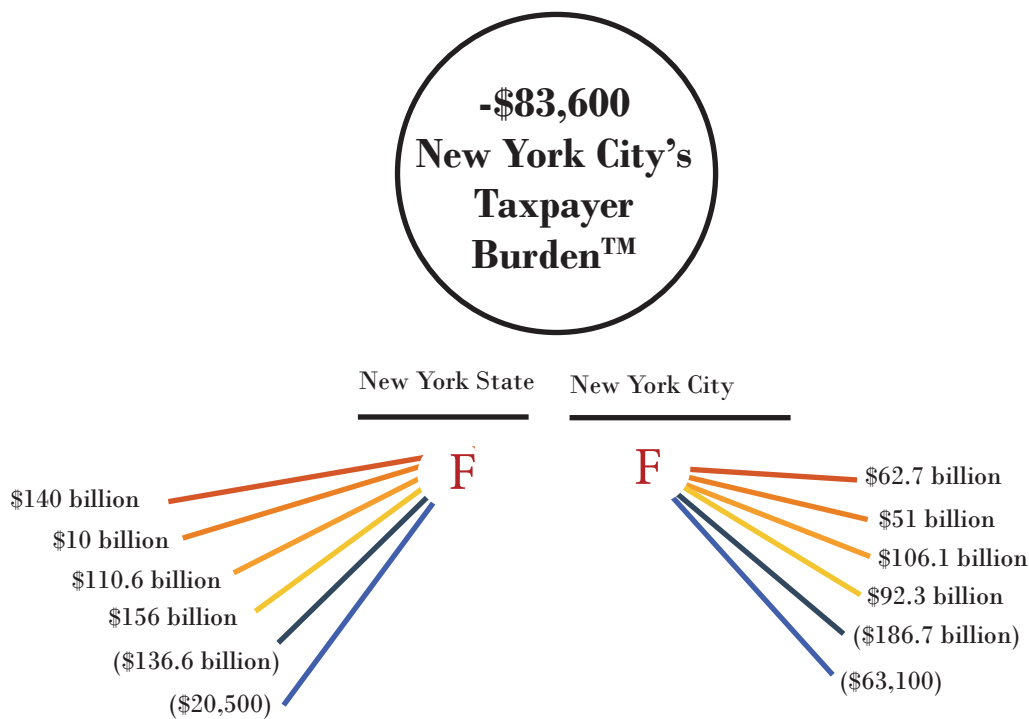 -$83,600
New York City’s
Taxpayer
Burden™
New York State
New York City
F
F
$140 billion
$10 billion
$110.6 billion
$156 billion
($136.6 billion)
($20,500)
$62.7 billion
$51 billion
$106.1 billion
$92.3 billion
($186.7 billion)
($63,100)